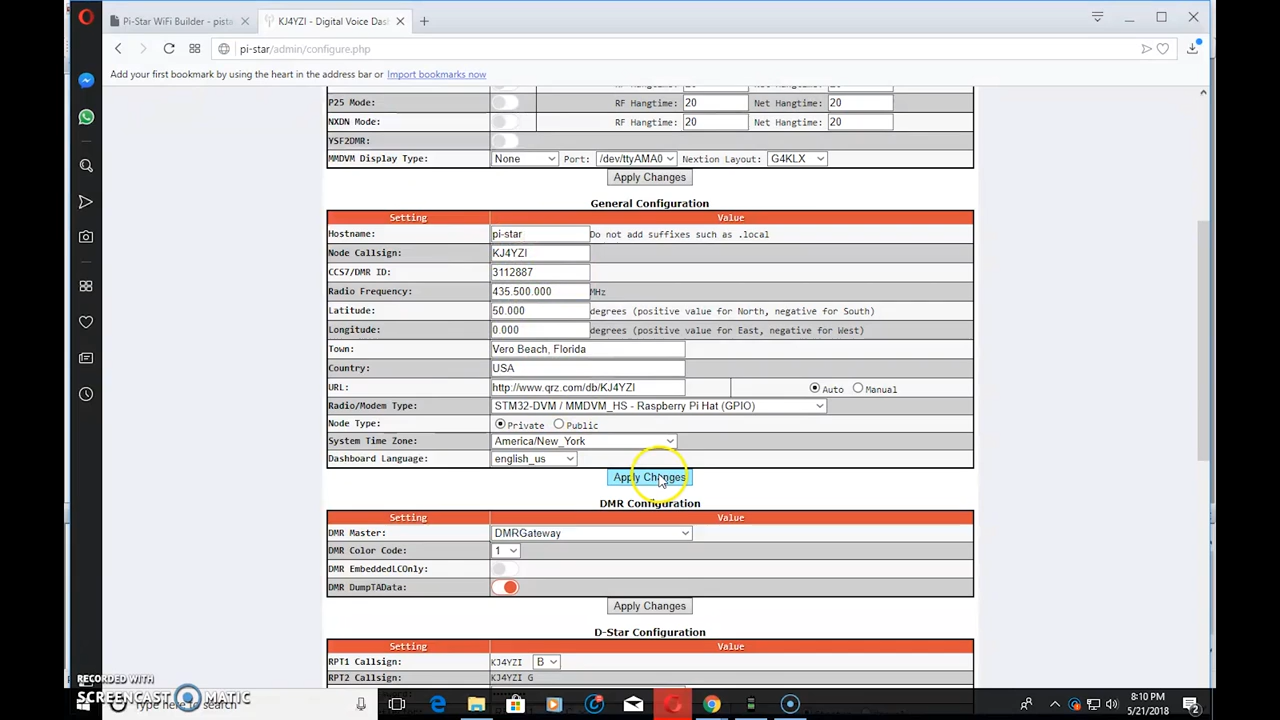 Pi-Star WiFi Builder - pista
KJ4YZI - Digital Voice Das
pi-star/admin/configure.php
Add your first bookmark by using the heart in the address bar or Import bookmarks now
P25 Mode: RF Hangtime: 20 Net Hangtime: 20
NXDN Mode: RF Hangtime: 20 Net Hangtime: 20
YSF2DMR:
MMDVM Display Type: None Port: /dev/ttyAMA0 Nextion Layout: G4KLX
Apply Changes
General Configuration
Setting Value
Hostname: pi-star Do not add suffixes such as .local
Node Callsign: KJ4YZI
CCS7/DMR ID: 3112887
Radio Frequency: 435.500.000 MHz
Latitude: 50.000 degrees (positive value for North, negative for South)
Longitude: 0.000 degrees (positive value for East, negative for West)
Town: Vero Beach, Florida
Country: USA
URL: http://www.qrz.com/db/KJ4YZI Auto Manual
Radio/Modem Type: STM32-DVM / MMDVM_HS - Raspberry Pi Hat (GPIO)
Node Type: Private Public
System Time Zone: America/New_York
Dashboard Language: english_us
Apply Changes
DMR Configuration
Setting Value
DMR Master: DMRGateway
DMR Color Code: 1
DMR EmbeddedLCOnly:
DMR DumpTAData:
Apply Changes
D-Star Configuration
Setting Value
RPT1 Callsign: KJ4YZI B
RPT2 Callsign: KJ4YZI G
RECORDED WITH
SCREENCAST MATIC
Type here to search
8:10 PM
5/21/2018
2